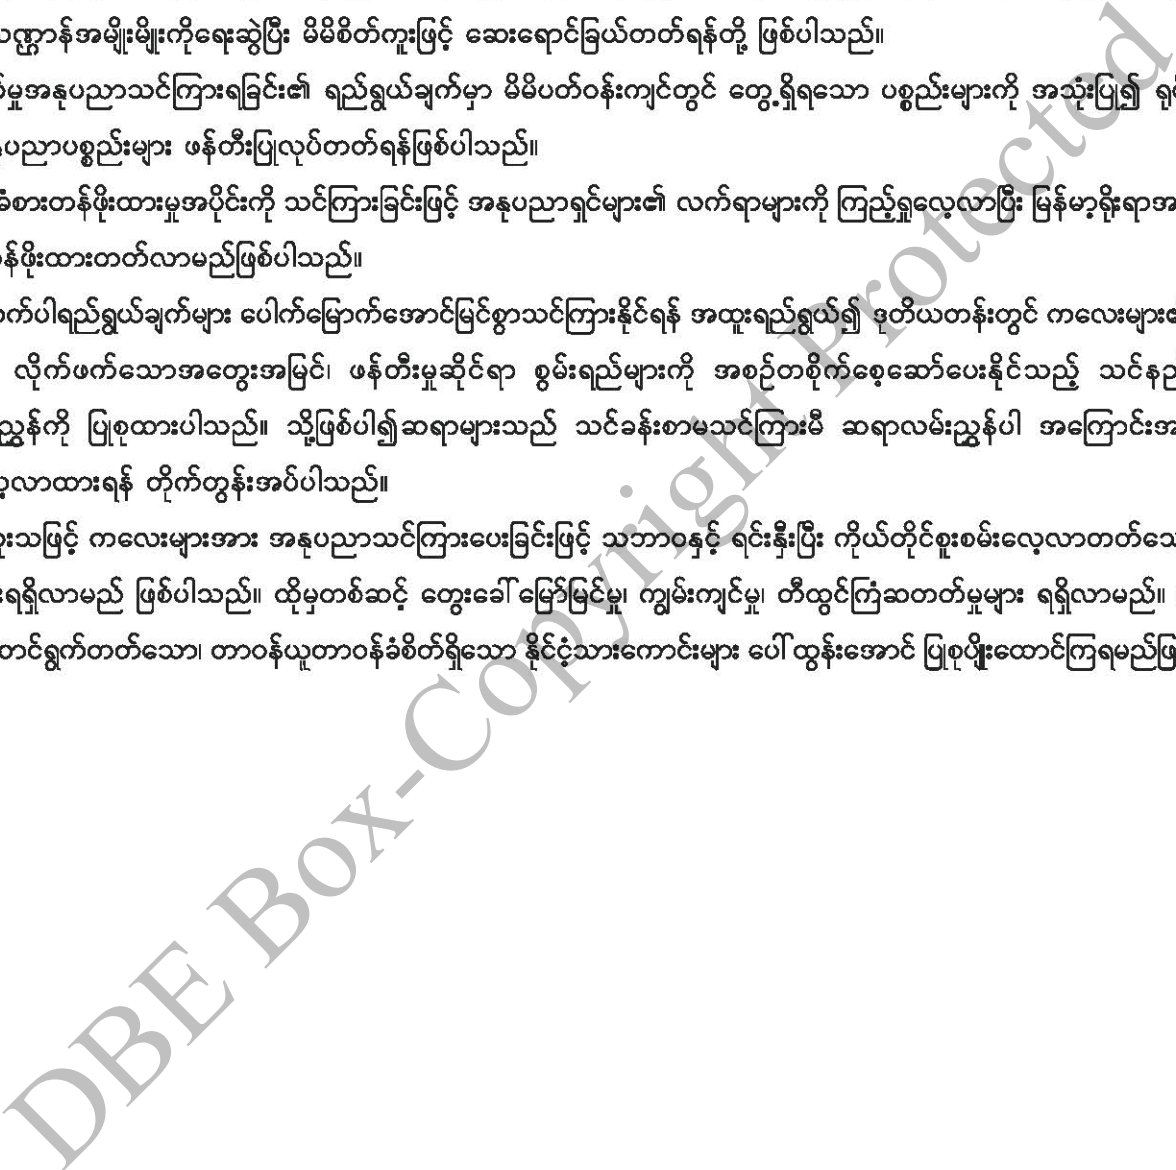 ဏ္ဌာန်အမျိုးမျိုးကိုရေးဆွဲပြီး မိမိစိတ်ကူးဖြင့် ဆေးရောင်ခြယ်တတ်ရန်တို့ ဖြစ်ပါသည်။
မှုအနုပညာသင်ကြားရခြင်း၏ ရည်ရွယ်ချက်မှာ မိမိပတ်ဝန်းကျင်တွင် တွေ့ရှိရသော ပစ္စည်းများကို အသုံးပြု၍
ပညာပစ္စည်းများ ဖန်တီးပြုလုပ်တတ်ရန်ဖြစ်ပါသည်။
ခံစားတန်ဖိုးထားမှုအပိုင်းကို သင်ကြားခြင်းဖြင့် အနုပညာရှင်များ၏ လက်ရာများကို ကြည့်ရှုလေ့လာပြီး မြန်မာ့ရိုးရာအ
န်ဖိုးထားတတ်လာမည်ဖြစ်ပါသည်။
က်ပါရည်ရွယ်ချက်များ ပေါက်မြောက်အောင်မြင်စွာသင်ကြားနိုင်ရန် အထူးရည်ရွယ်၍ ဒုတိယတန်းတွင် ကလေးများ၏
လိုက်ဖက်သောအတွေးအမြင်၊ ဖန်တီးမှုဆိုင်ရာ စွမ်းရည်များကို အစဉ်တစိုက်စေ့ဆော်ပေးနိုင်သည့် သင်နည
ညွှန်ကို ပြုစုထားပါသည်။ သို့ဖြစ်ပါ၍ဆရာများသည် သင်ခန်းစာမသင်ကြားမီ ဆရာလမ်းညွှန်ပါ အကြောင်းအ
လာထားရန် တိုက်တွန်းအပ်ပါသည်။
သဖြင့် ကလေးများအား အနုပညာသင်ကြားပေးခြင်းဖြင့် သဘာဝနှင့် ရင်းနှီးပြီး ကိုယ်တိုင်စူးစမ်းလေ့လာတတ်သေ
ရရှိလာမည် ဖြစ်ပါသည်။ ထိုမှတစ်ဆင့် တွေးခေါ်မြော်မြင်မှု၊ ကျွမ်းကျင်မှု၊ တီထွင်ကြံဆတတ်မှုများ ရရှိလာမည်။
တင်ရွက်တတ်သော၊ တာဝန်ယူတာဝန်ခံစိတ်ရှိသော နိုင်ငံ့သားကောင်းများ ပေါ်ထွန်းအောင် ပြုစုပျိုးထောင်ကြရမည်ဖြ
DBE Box-Copyright Protected